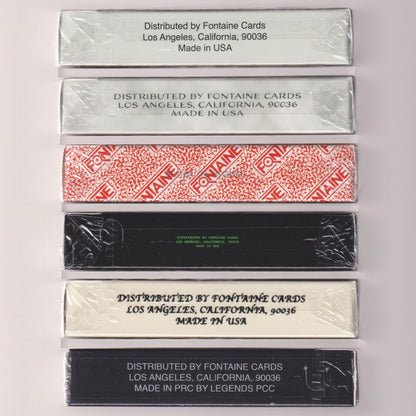 Distributed by Fontaine Cards
Los Angeles, California, 90036
Made in USA
DISTRIBUTED BY FONTAINE CARDS
LOS ANGELES, CALIFORNIA, 90036
MADE IN USA
FONTAINE
FONTAINE
FONTAINE
DISTRIBUTED BY FONTAINE CARDS
LOS ANGELES, CALIFORNIA, 90036
MADE IN USA
DISTRIBUTED BY FONTAINE CARDS
LOS ANGELES, CALIFORNIA, 90036
MADE IN USA
DISTRIBUTED BY FONTAINE CARDS
LOS ANGELES, CALIFORNIA, 90036
MADE IN PRC BY LEGENDS PCC